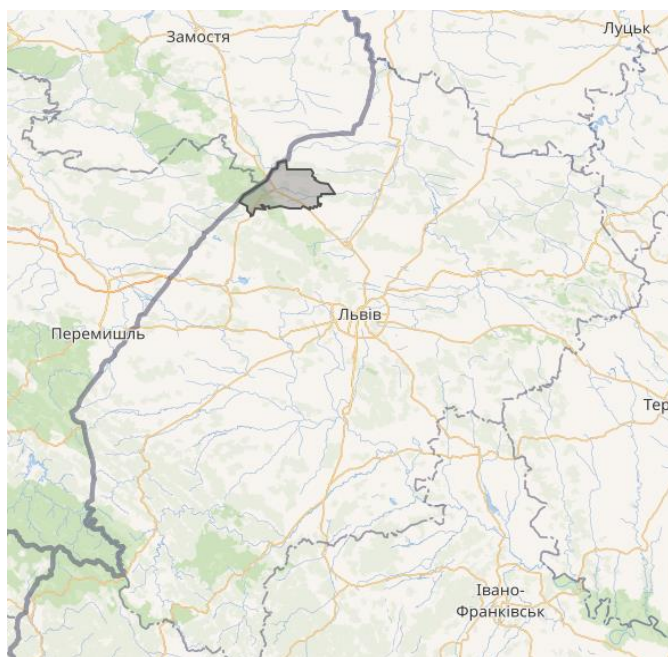 Замостя
Луцьк
Львів
Перемишль
Тер
Івано-
Франківськ